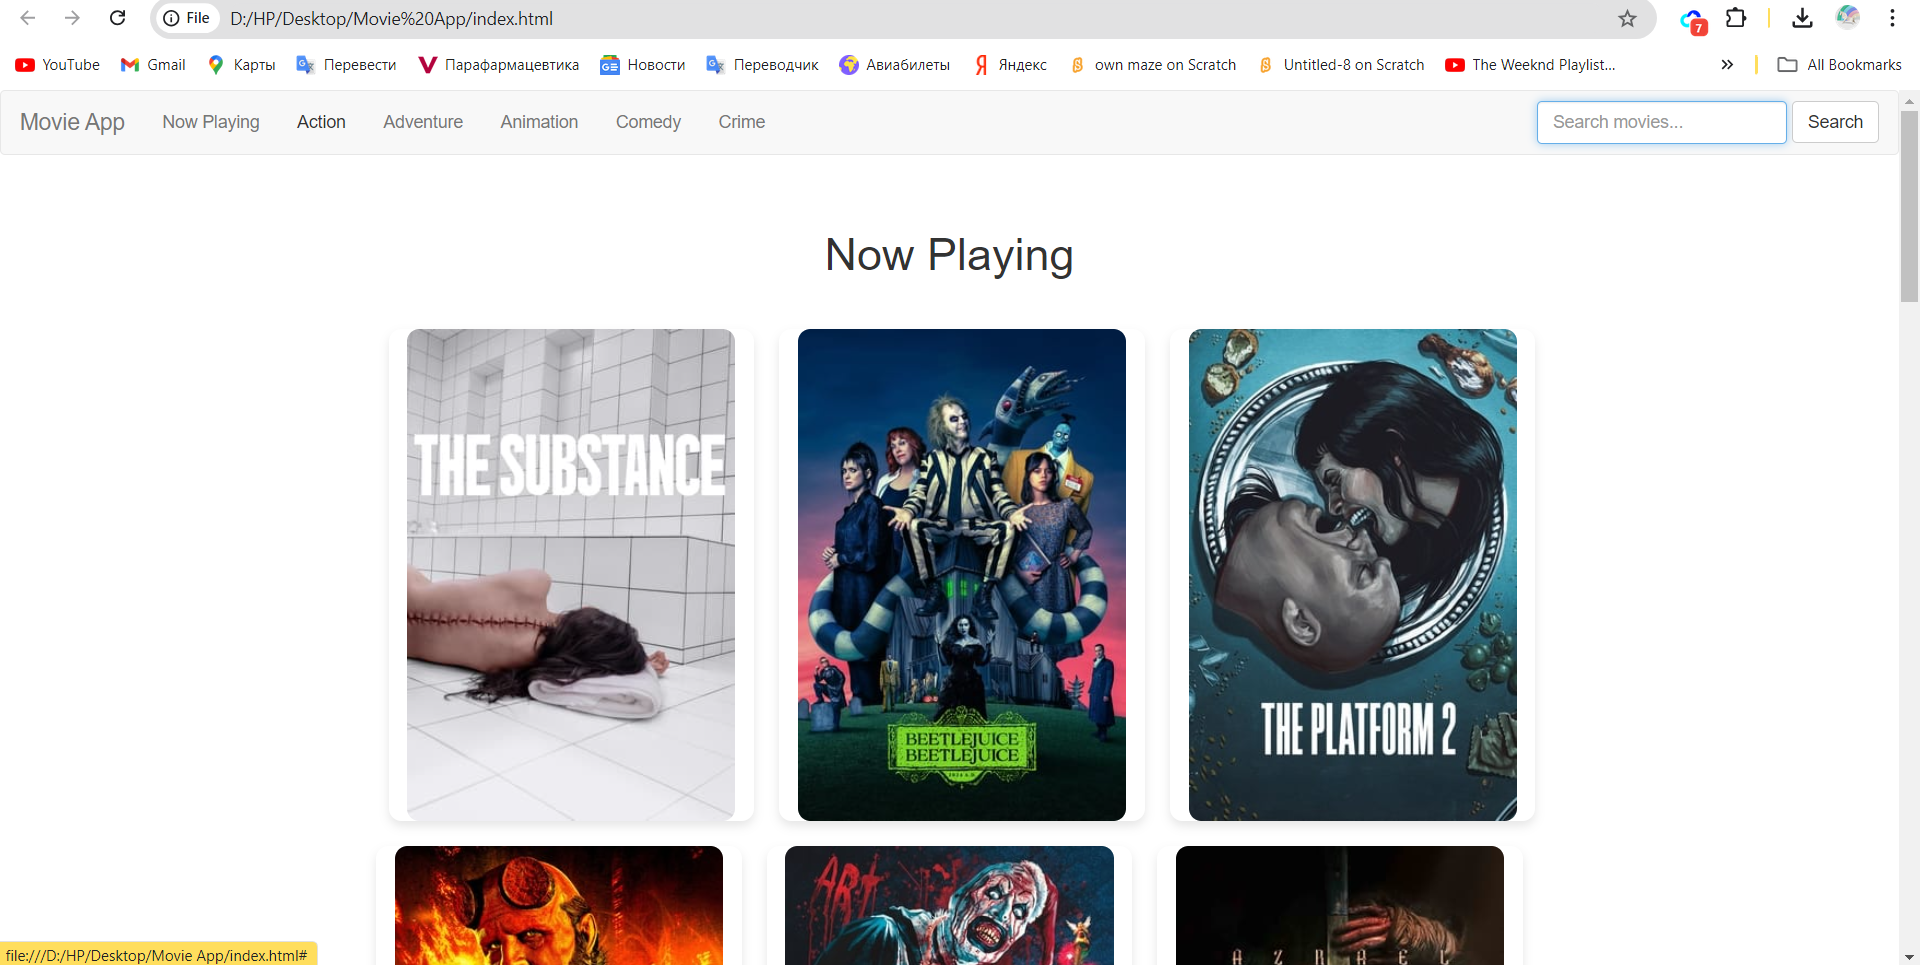 File D:/HP/Desktop/Movie%20App/index.html
7
YouTube Gmail Карты Перевести Парафармацевтика Новости Переводчик Авиабилеты Яндекс own maze on Scratch Untitled-8 on Scratch The Weeknd Playlist... » All Bookmarks
Movie App Now Playing Action Adventure Animation Comedy Crime Search movies... Search
Now Playing
THE SUBSTANCE
BEETLEJUICE
BEETLEJUICE
THE PLATFORM 2
ART
AZRAEL
file:///D:/HP/Desktop/Movie App/index.html#